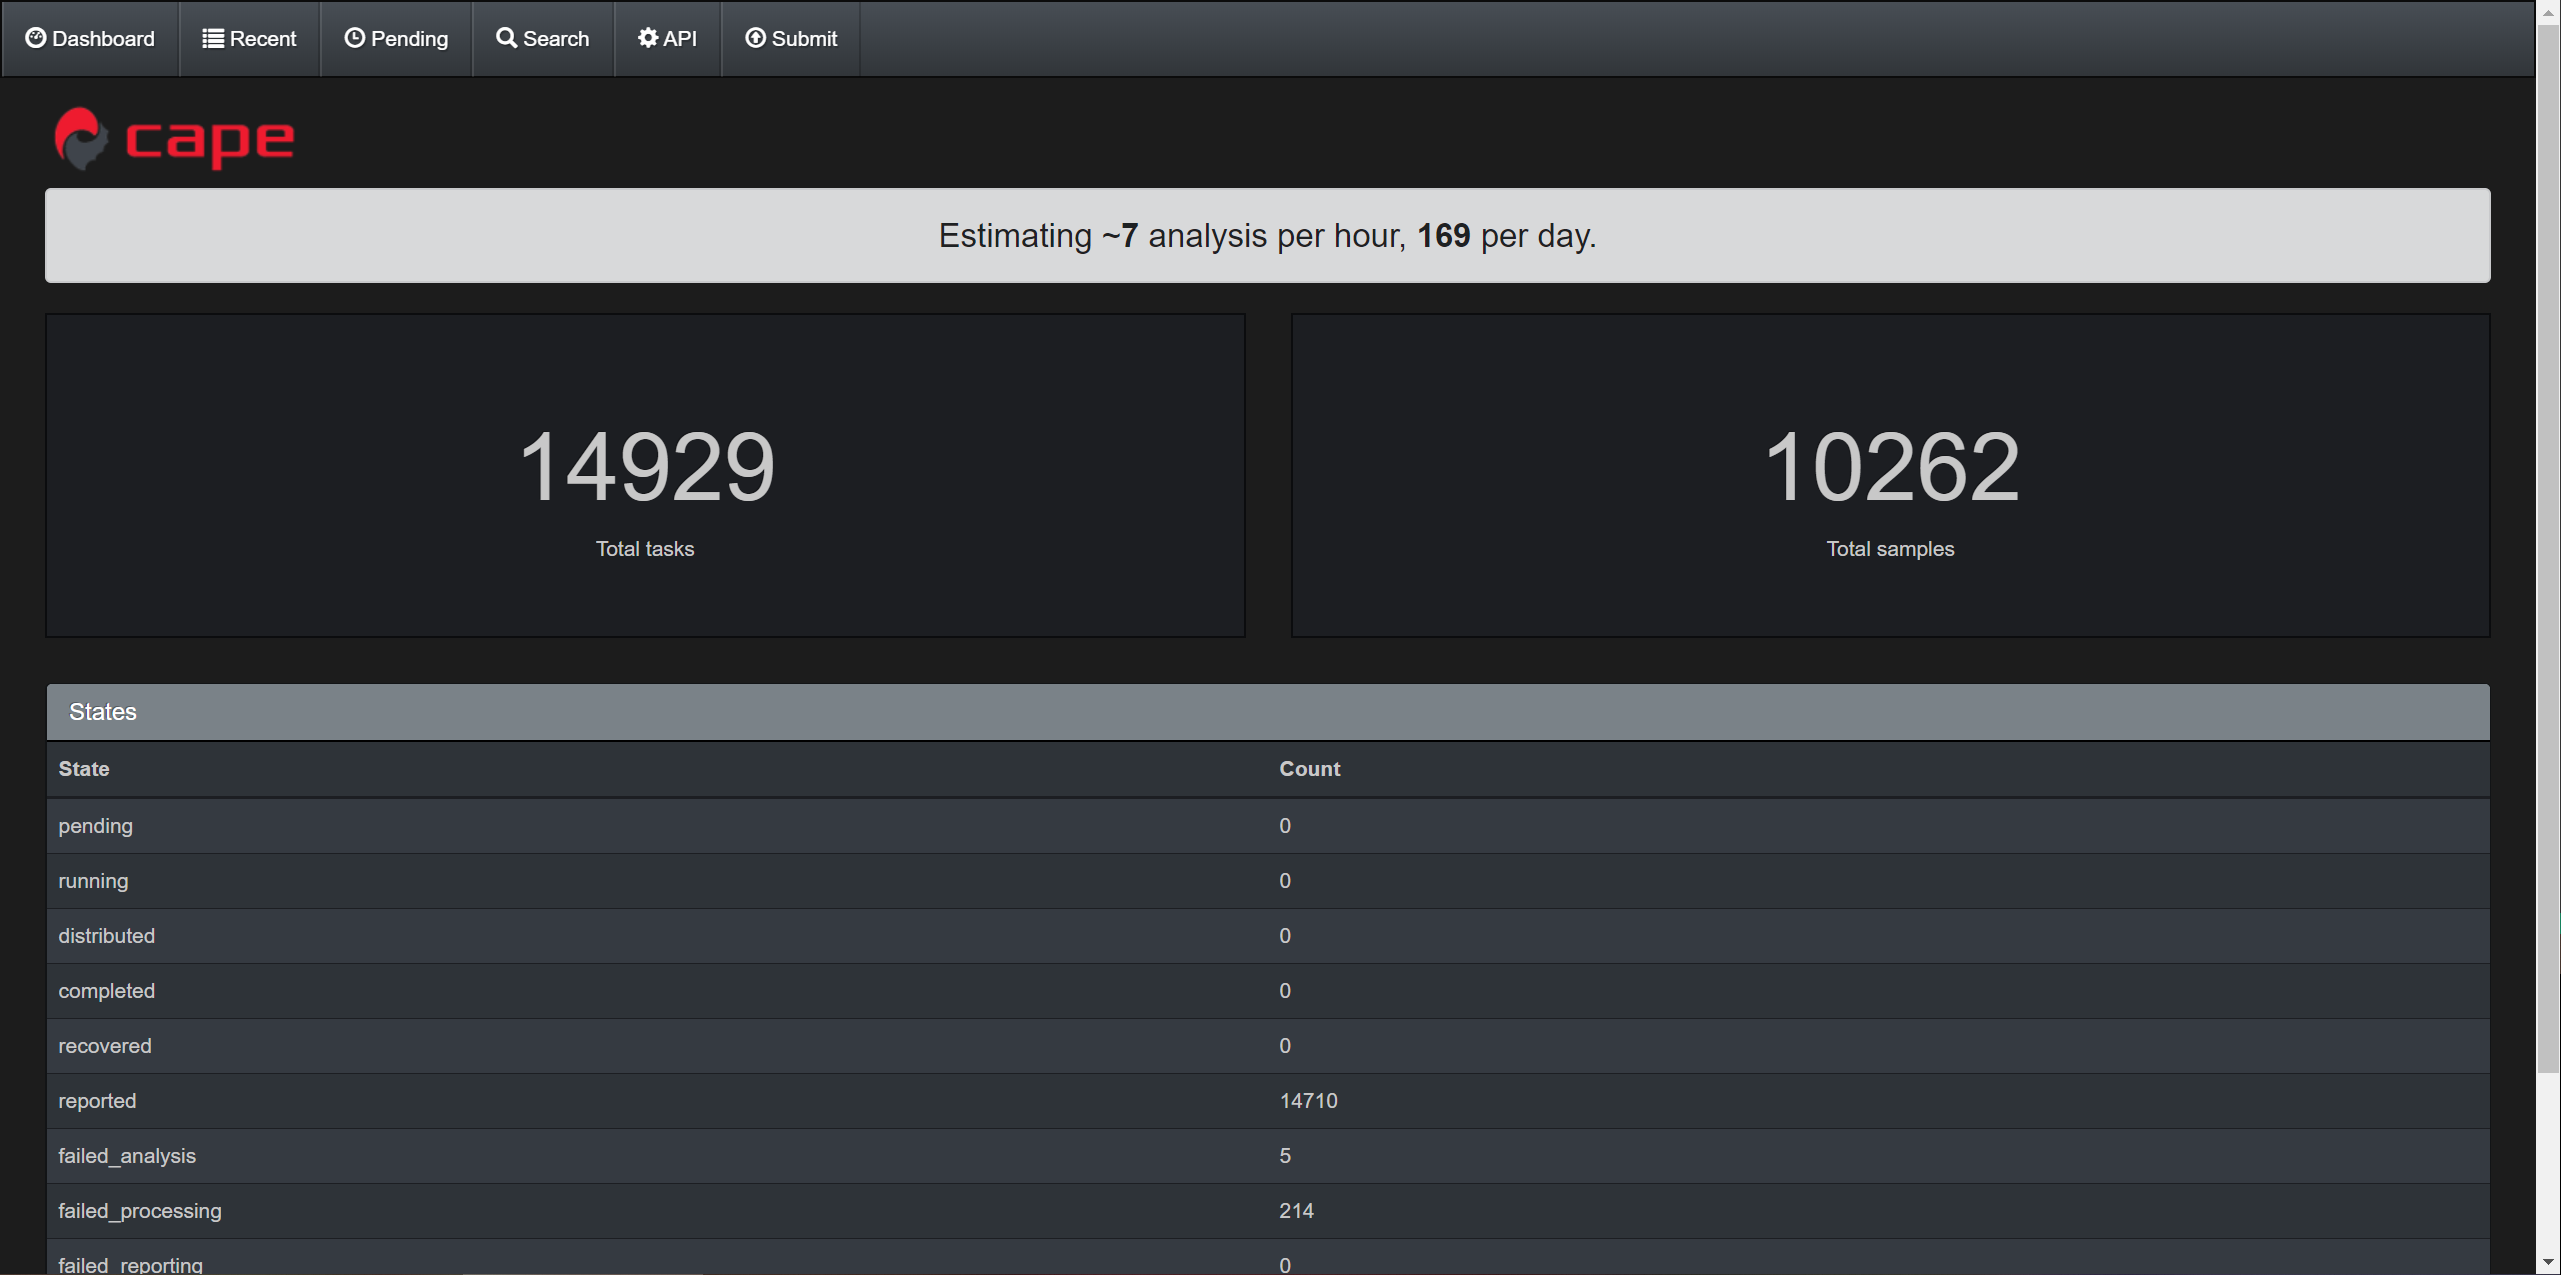 Dashboard Recent Pending Search API Submit
cape
Estimating ~7 analysis per hour, 169 per day.
14929
Total tasks
10262
Total samples
States
State Count
pending 0
running 0
distributed 0
completed 0
recovered 0
reported 14710
failed_analysis 5
failed_processing 214
failed_reporting 0